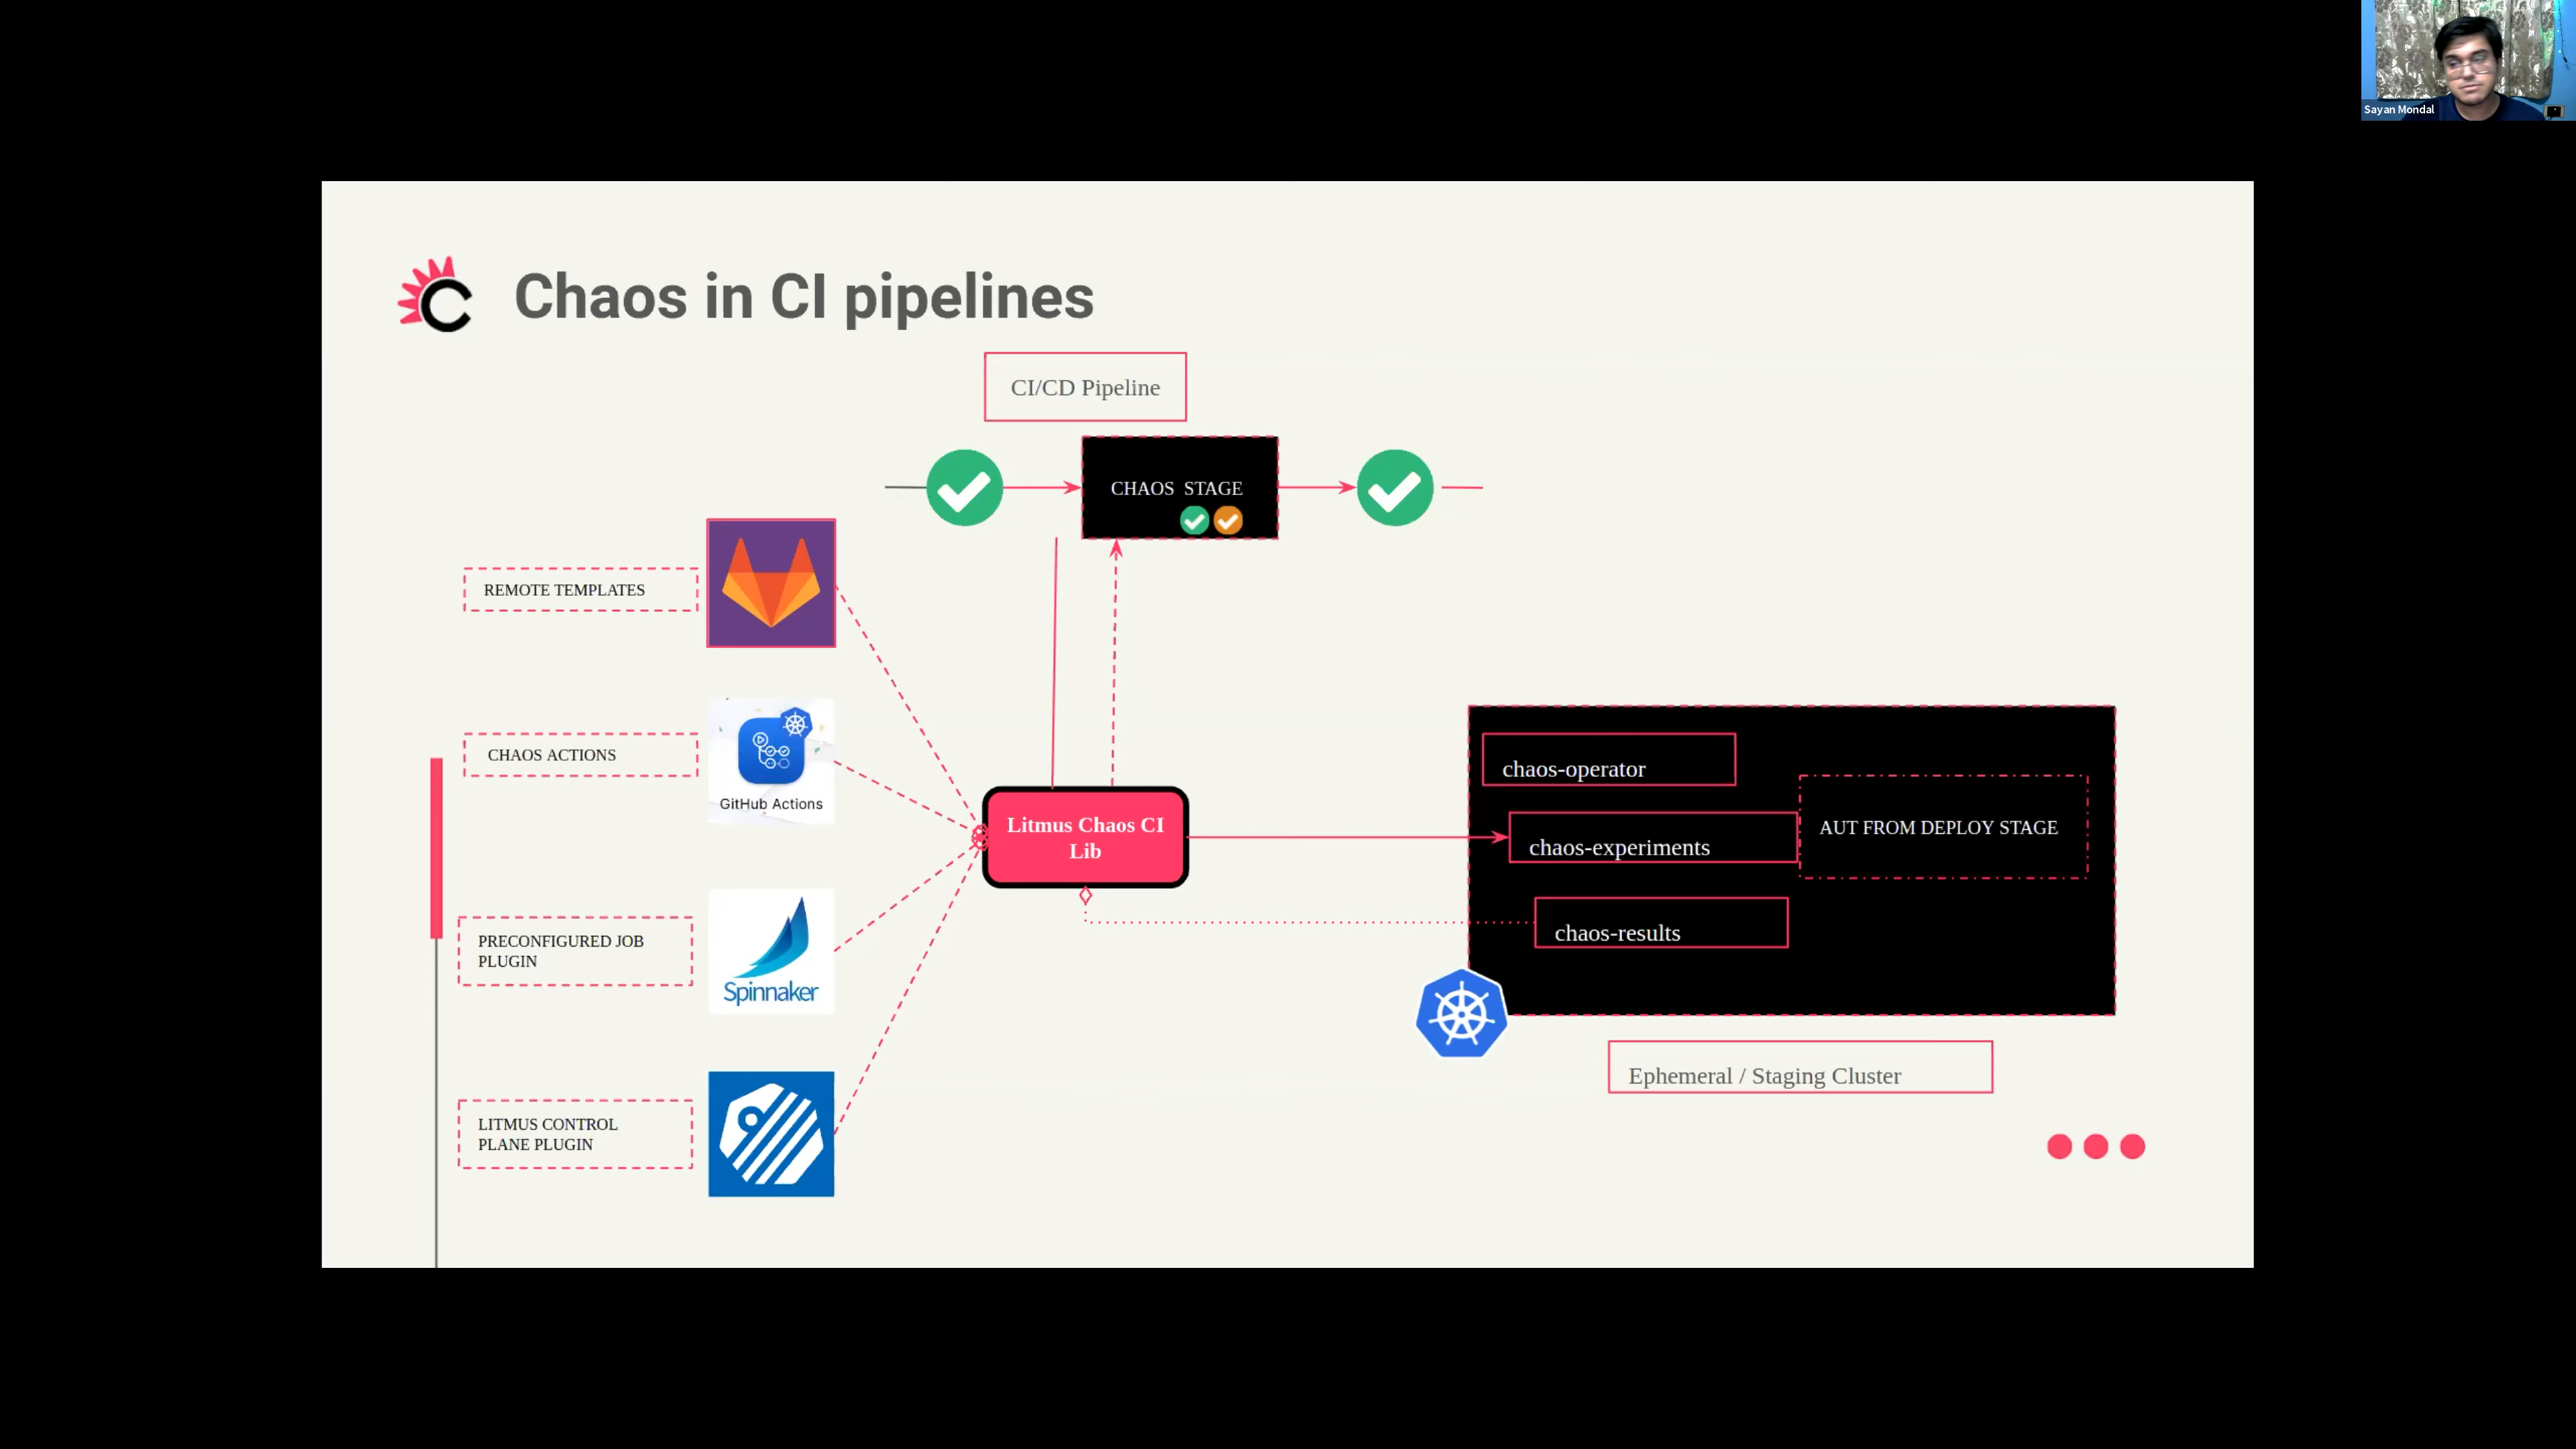 Sayan Mondal
Chaos in CI pipelines
CI/CD Pipeline
CHAOS STAGE
REMOTE TEMPLATES
CHAOS ACTIONS
GitHub Actions
PRECONFIGURED JOB
PLUGIN
Spinnaker
LITMUS CONTROL
PLANE PLUGIN
Litmus Chaos CI
Lib
chaos-operator
chaos-experiments
AUT FROM DEPLOY STAGE
chaos-results
Ephemeral / Staging Cluster